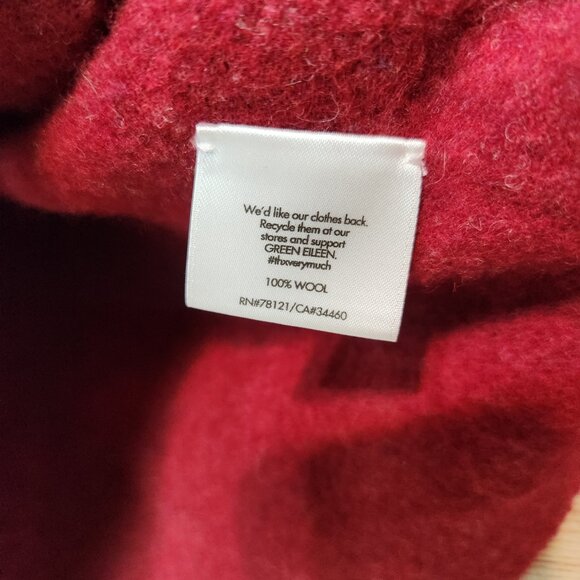 We'd like our clothes back.
Recycle them at our
stores and support
GREEN EILEEN.
#thxverymuch
100% WOOL
RN#78121/CA#34460